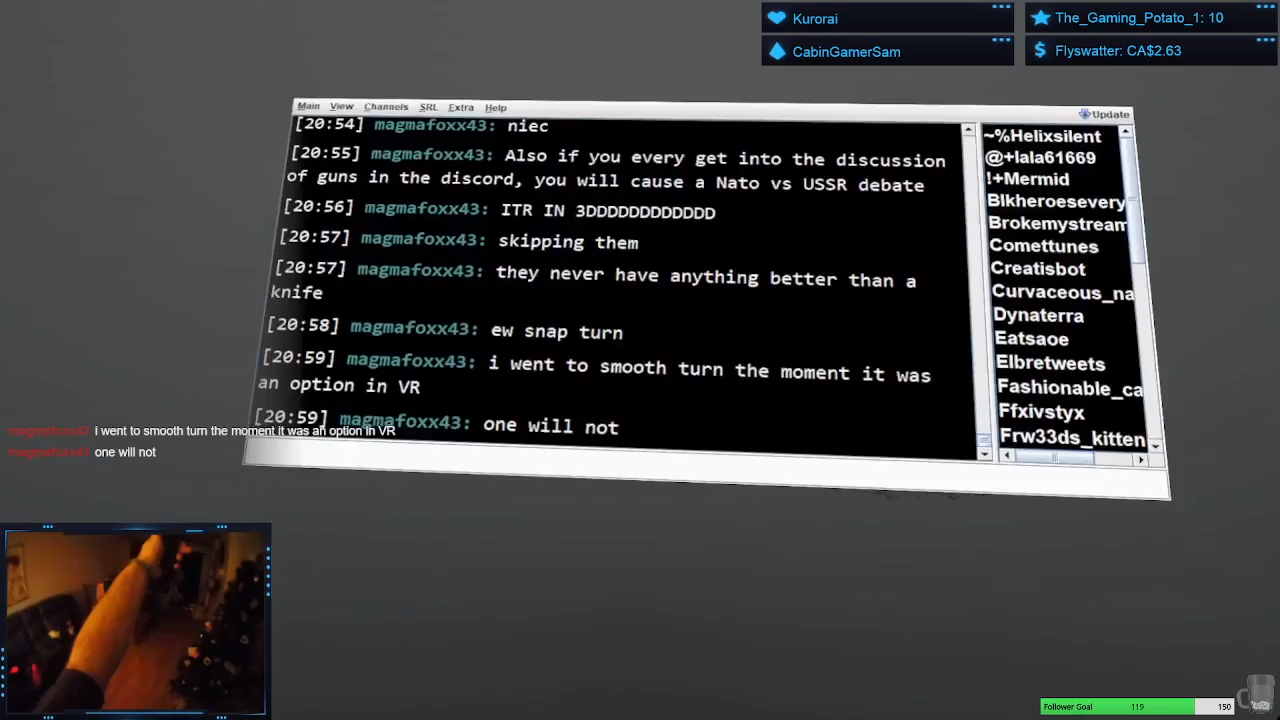 Kurorai
The_Gaming_Potato_1: 10
CabinGamerSam
Flyswatter: CA$2.63
Main View Channels SRL Extra Help
Update
[20:54] magmafoxx43: niec
[20:55] magmafoxx43: Also if you every get into the discussion
of guns in the discord, you will cause a Nato vs USSR debate
[20:56] magmafoxx43: ITR IN 3DDDDDDDDDDDD
[20:57] magmafoxx43: skipping them
[20:57] magmafoxx43: they never have anything better than a
knife
[20:58] magmafoxx43: ew snap turn
[20:59] magmafoxx43: i went to smooth turn the moment it was
an option in VR
[20:59] magmafoxx43: one will not
~%Helixsilent
@+lala61669
!+Mermid
Blkheroesevery
Brokemystream
Comettunes
Creatisbot
Curvaceous_na
Dynaterra
Eatsaoe
Elbretweets
Fashionable_ca
Ffxivstyx
Frw33ds_kitten
magmafoxx43 i went to smooth turn the moment it was an option in VR
magmafoxx43 one will not
Follower Goal 119 150